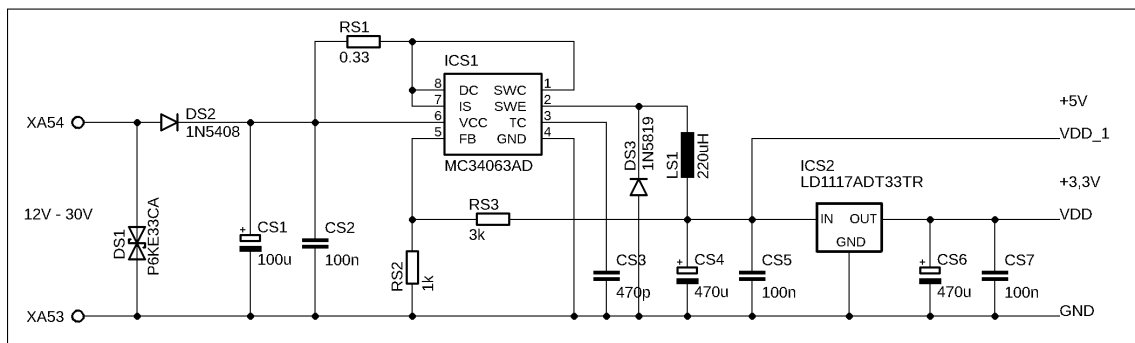 RS1
0.33
ICS1
8 DC SWC 1
7 IS SWE 2
6 VCC TC 3
5 FB GND 4
MC34063AD
XA54
DS2
1N5408
DS3
1N5819
LS1
220uH
+5V
VDD_1
ICS2
LD1117ADT33TR
+3,3V
VDD
IN OUT
GND
12V - 30V
DS1
P6KE33CA
+
CS1
100u
CS2
100n
RS3
3k
RS2
1k
CS3
470p
+
CS4
470u
CS5
100n
+
CS6
470u
CS7
100n
XA53
GND